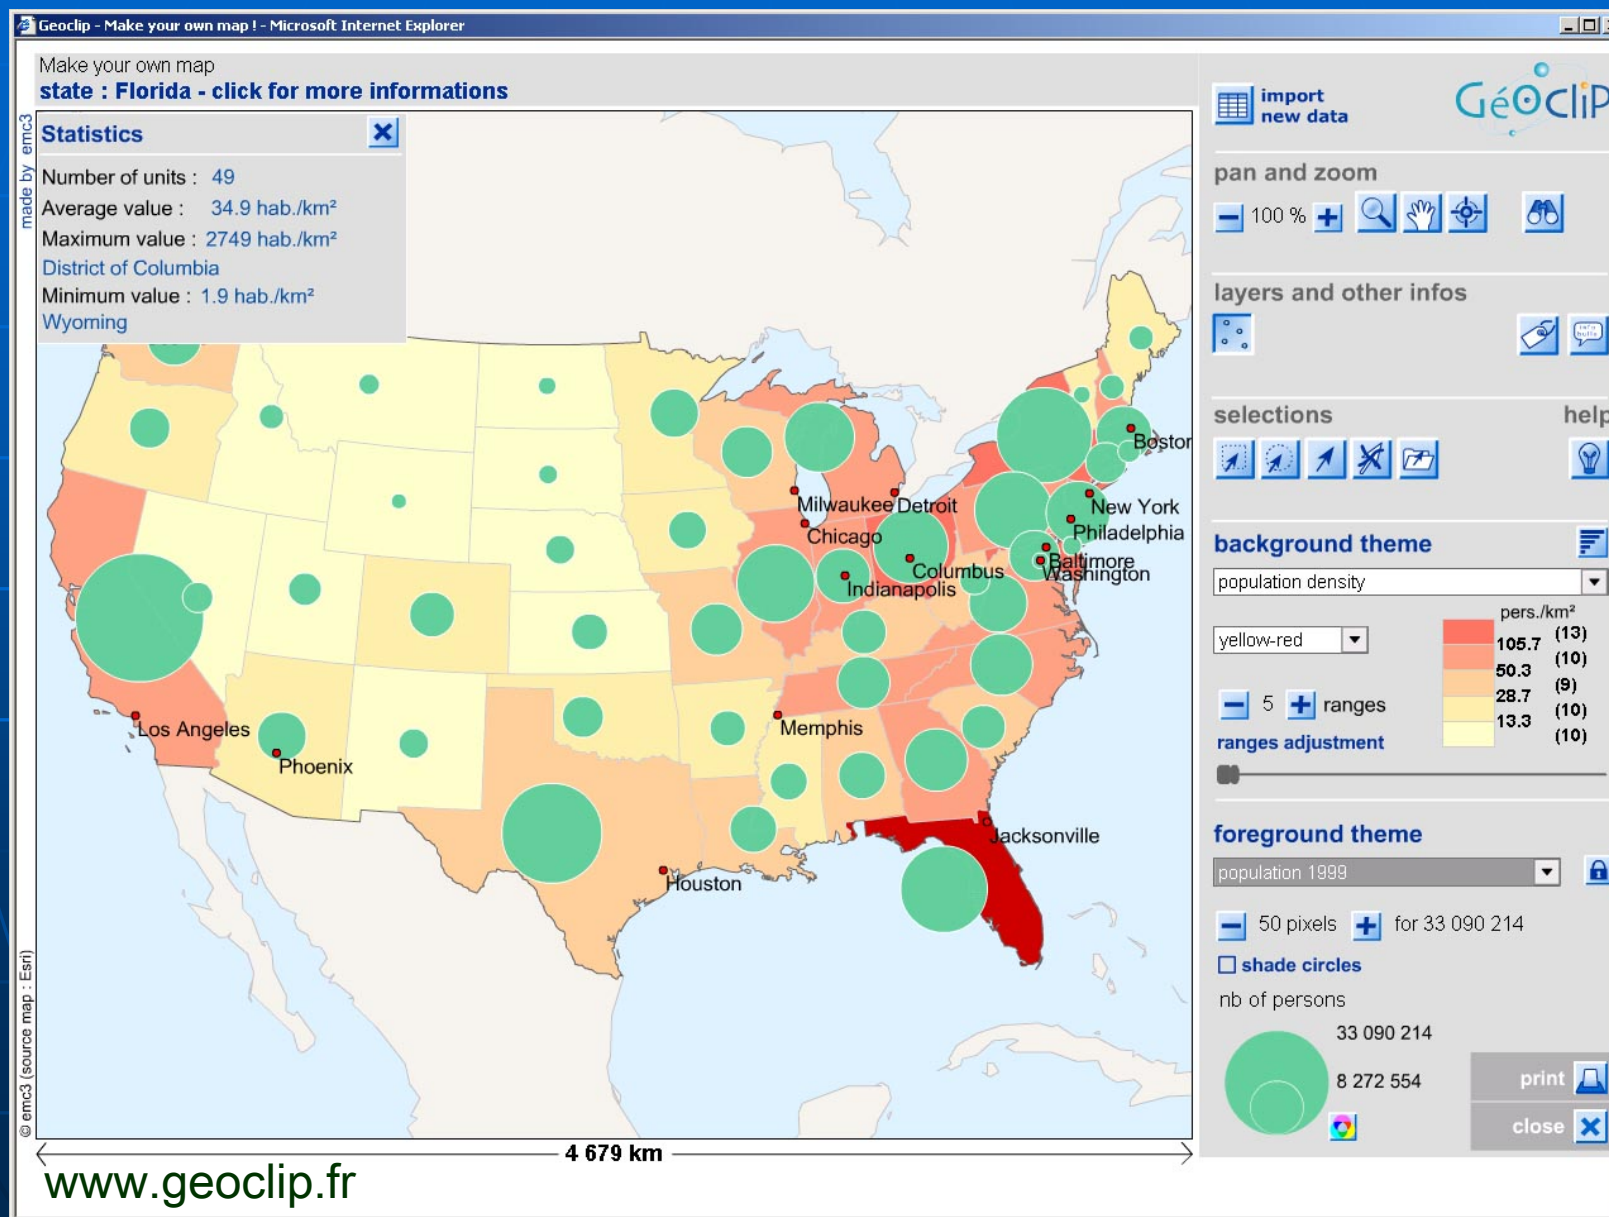 Geoclip - Make your own map ! - Microsoft Internet Explorer
Make your own map
state : Florida - click for more informations
made by emc3
Statistics
Number of units : 49
Average value : 34.9 hab./km²
Maximum value : 2749 hab./km²
District of Columbia
Minimum value : 1.9 hab./km²
Wyoming
Boston
Milwaukee
Detroit
New York
Chicago
Philadelphia
Baltimore
Columbus
Washington
Indianapolis
Los Angeles
Memphis
Phoenix
Jacksonville
Houston
© emc3 (source map : Esri)
4 679 km
www.geoclip.fr
import
new data
GéOcliP
pan and zoom
100 %
layers and other infos
selections
help
background theme
population density
pers./km²
yellow-red
(13)
105.7
(10)
50.3
(9)
28.7
(10)
13.3
(10)
5 ranges
ranges adjustment
foreground theme
population 1999
50 pixels for 33 090 214
shade circles
nb of persons
33 090 214
8 272 554
print
close